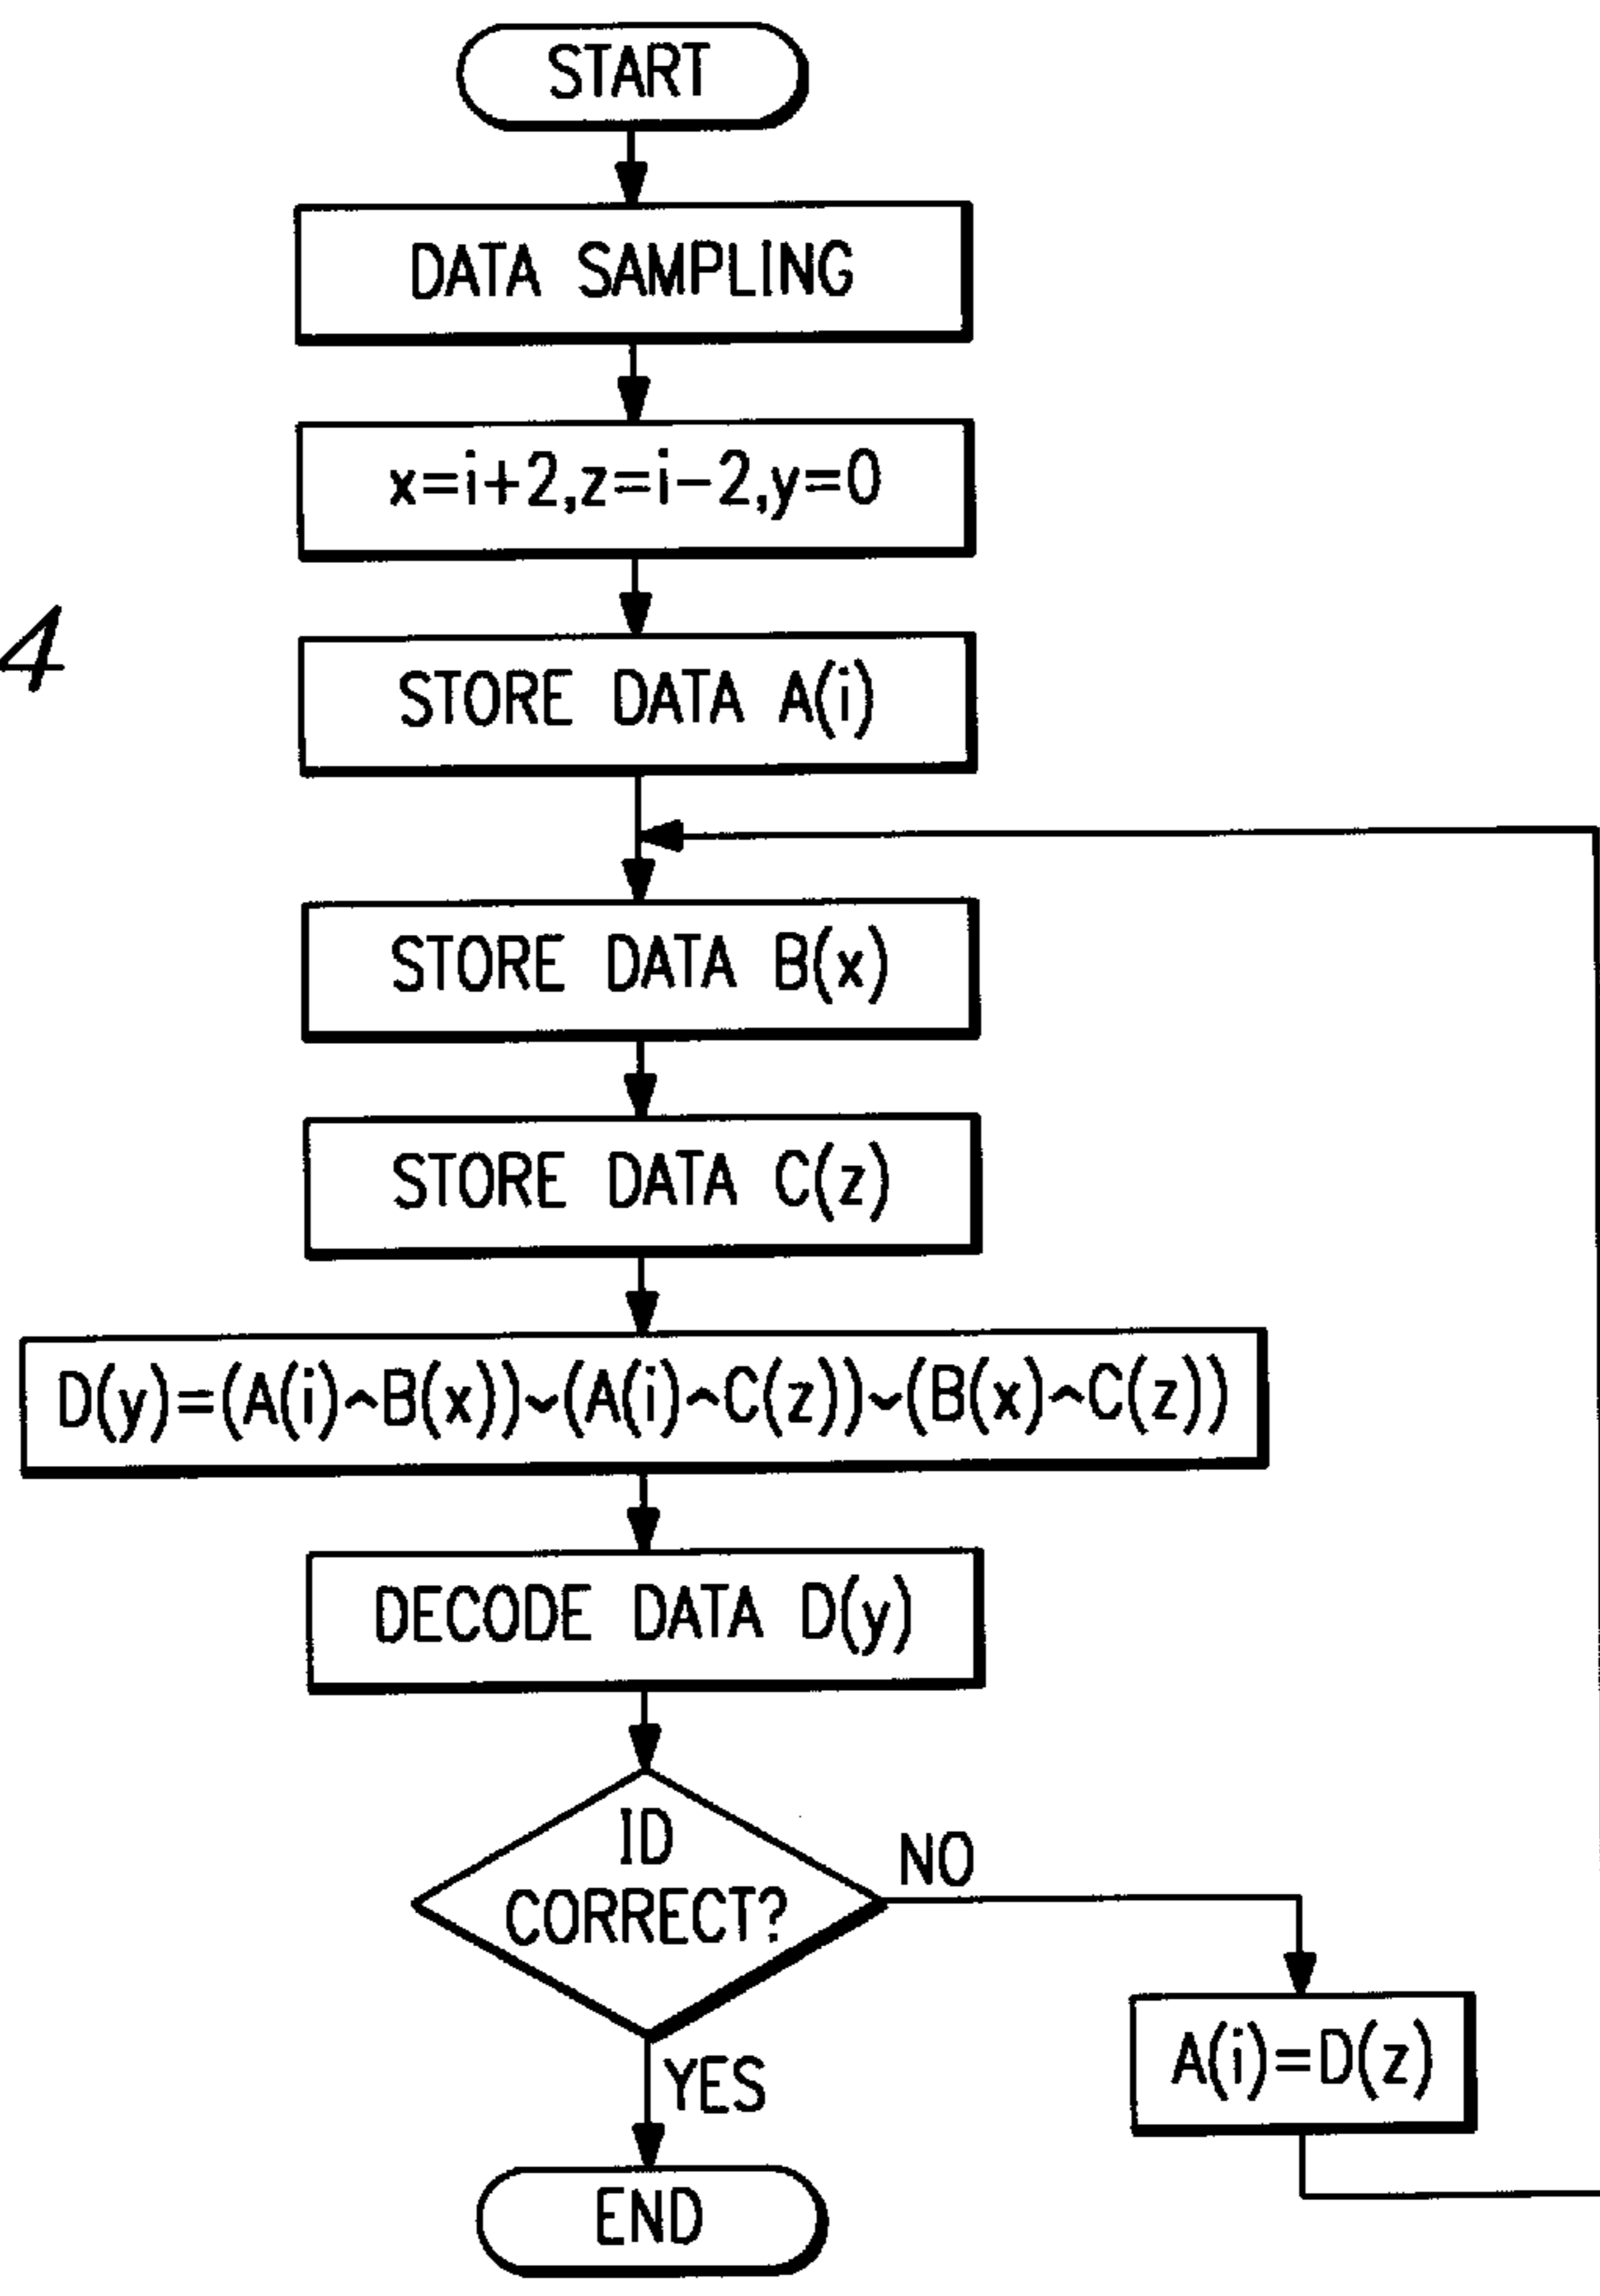 START
DATA SAMPLING
x=i+2,z=i-2,y=0
4
STORE DATA A(i)
STORE DATA B(x)
STORE DATA C(z)
D(y)=(A(i)^B(x))⌣(A(i)^C(z))⌣(B(x)^C(z))
DECODE DATA D(y)
ID
CORRECT?
NO
A(i)=D(z)
YES
END